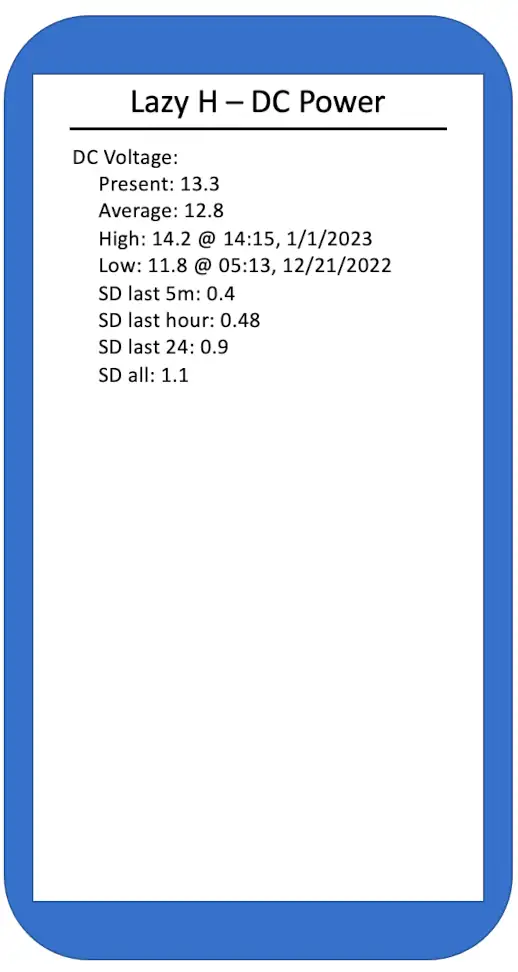 Lazy H – DC Power
DC Voltage:
Present: 13.3
Average: 12.8
High: 14.2 @ 14:15, 1/1/2023
Low: 11.8 @ 05:13, 12/21/2022
SD last 5m: 0.4
SD last hour: 0.48
SD last 24: 0.9
SD all: 1.1